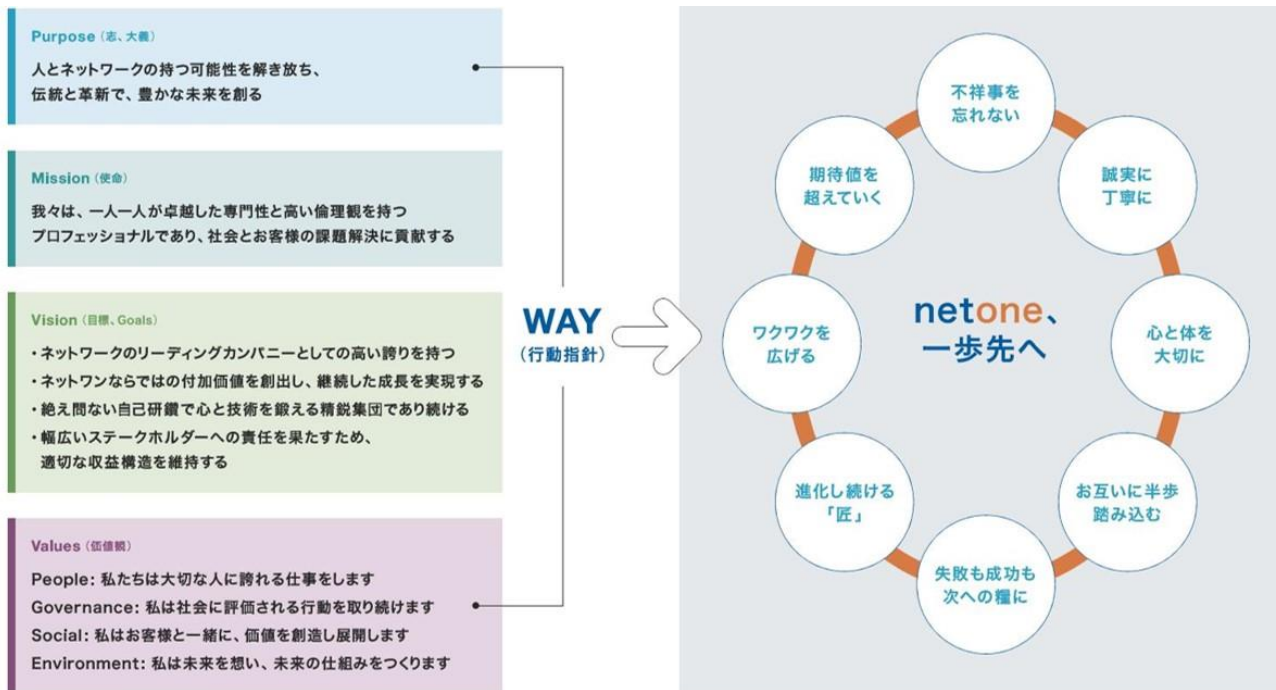 Purpose（志、大義）
人とネットワークの持つ可能性を解き放ち、
伝統と革新で、豊かな未来を創る
Mission（使命）
我々は、一人一人が卓越した専門性と高い倫理観を持つ
プロフェッショナルであり、社会とお客様の課題解決に貢献する
Vision（目標、Goals）
・ネットワークのリーディングカンパニーとしての高い誇りを持つ
・ネットワンならではの付加価値を創出し、継続した成長を実現する
・絶え間ない自己研鑽で心と技術を鍛える精鋭集団であり続ける
・幅広いステークホルダーへの責任を果たすため、
適切な収益構造を維持する
Values（価値観）
People: 私たちは大切な人に誇れる仕事をします
Governance: 私は社会に評価される行動を取り続けます
Social: 私はお客様と一緒に、価値を創造し展開します
Environment: 私は未来を想い、未来の仕組みをつくります
WAY
（行動指針）
netone、
一歩先へ
不祥事を
忘れない
誠実に
丁寧に
心と体を
大切に
お互いに半歩
踏み込む
失敗も成功も
次への糧に
進化し続ける
「匠」
ワクワクを
広げる
期待値を
超えていく